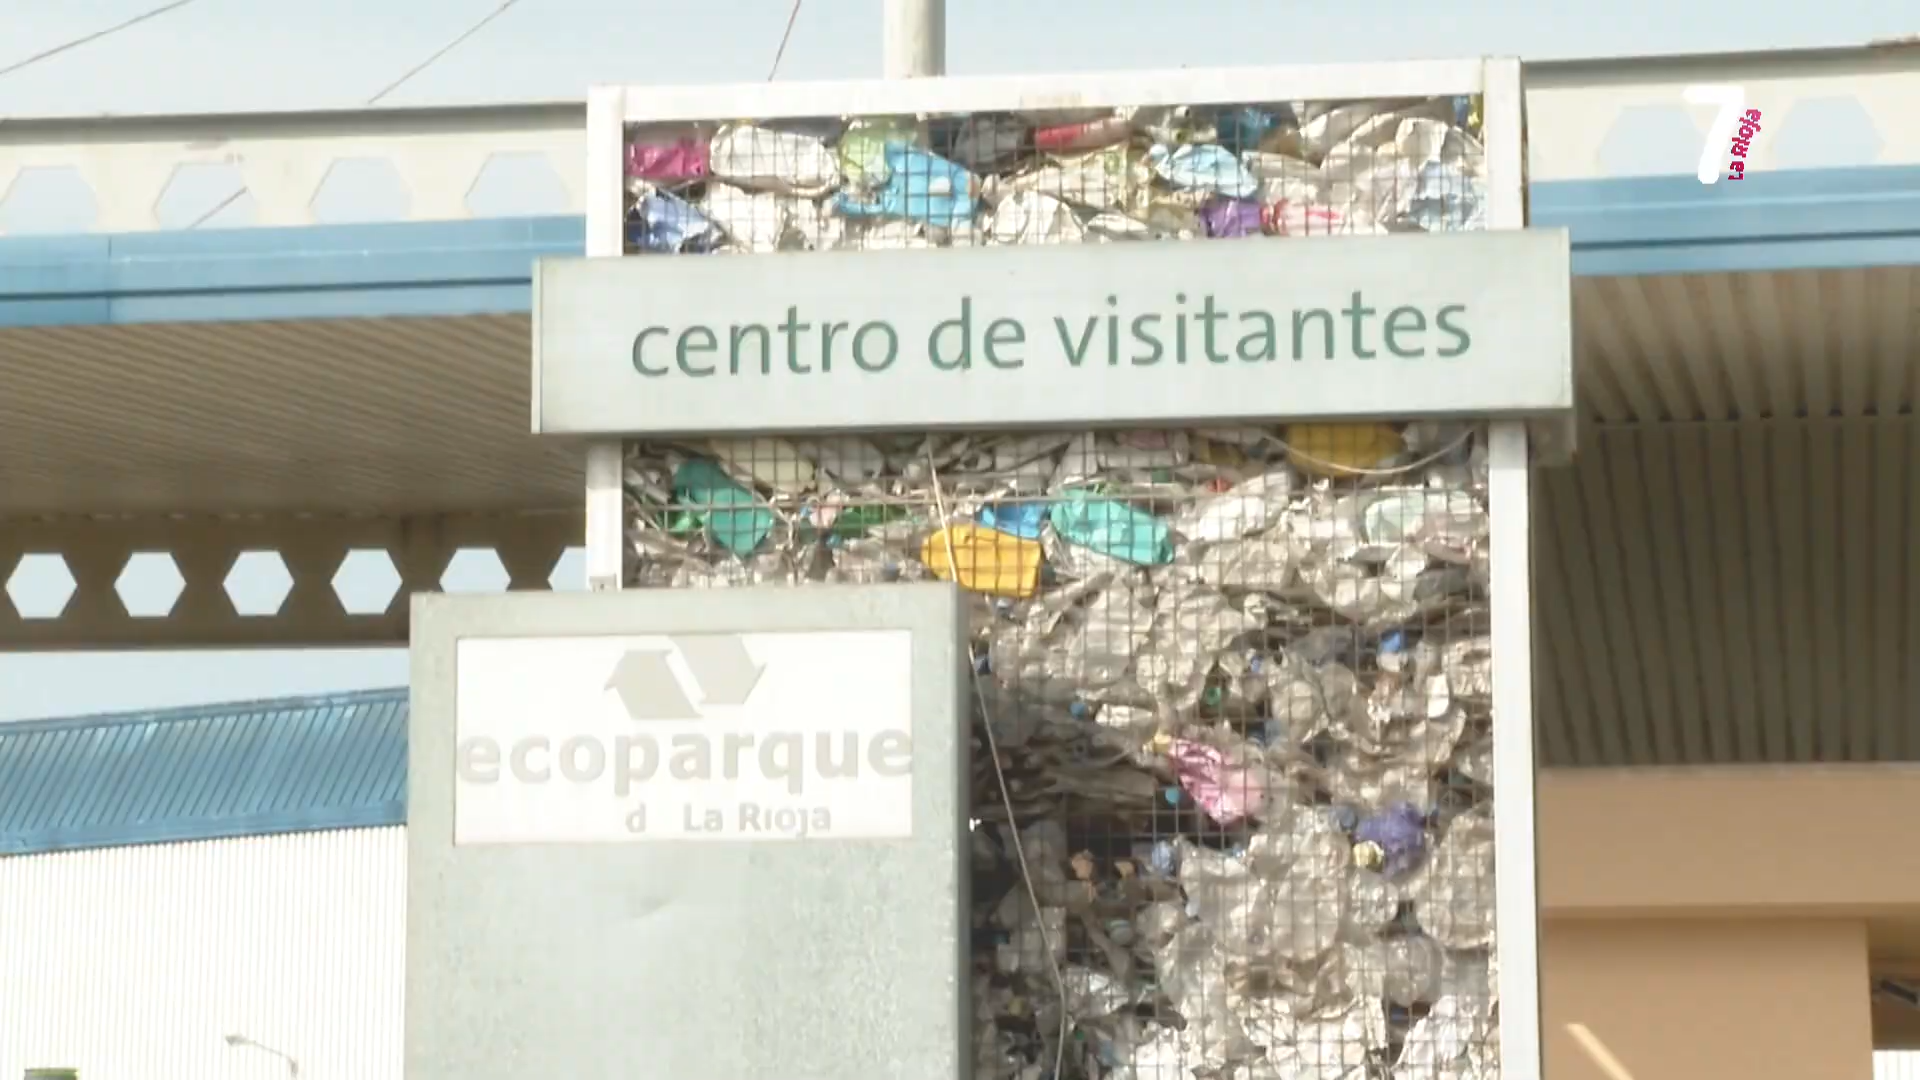 7
La Rioja
centro de visitantes
ecoparque
d La Rioja